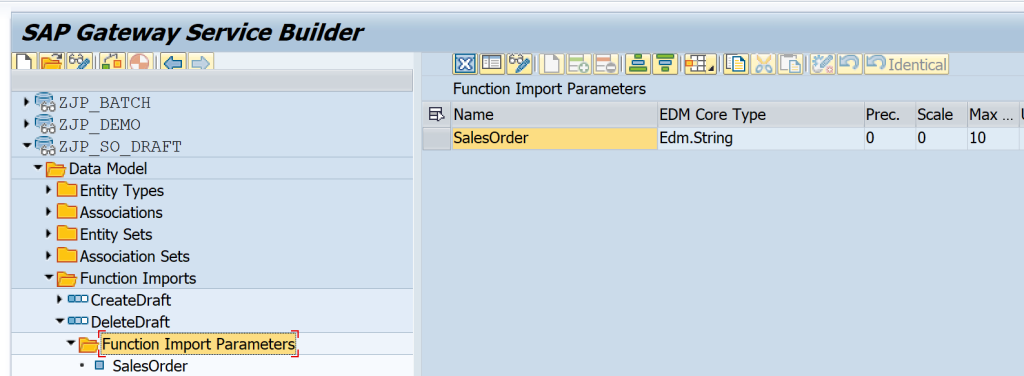 SAP Gateway Service Builder
Identical
Function Import Parameters
Name EDM Core Type Prec. Scale Max ...
SalesOrder Edm.String 0 0 10
ZJP_BATCH
ZJP_DEMO
ZJP_SO_DRAFT
Data Model
Entity Types
Associations
Entity Sets
Association Sets
Function Imports
CreateDraft
DeleteDraft
Function Import Parameters
SalesOrder